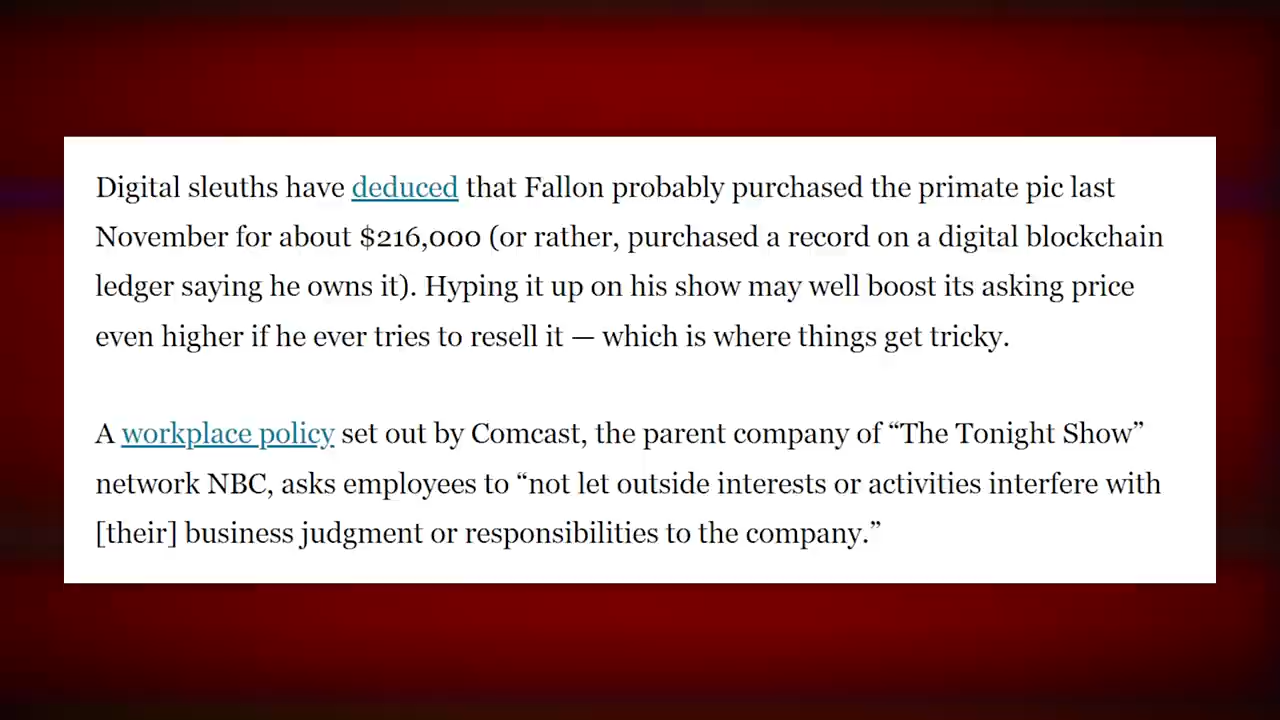 Digital sleuths have deduced that Fallon probably purchased the primate pic last
November for about $216,000 (or rather, purchased a record on a digital blockchain
ledger saying he owns it). Hyping it up on his show may well boost its asking price
even higher if he ever tries to resell it — which is where things get tricky.
A workplace policy set out by Comcast, the parent company of “The Tonight Show”
network NBC, asks employees to “not let outside interests or activities interfere with
[their] business judgment or responsibilities to the company.”